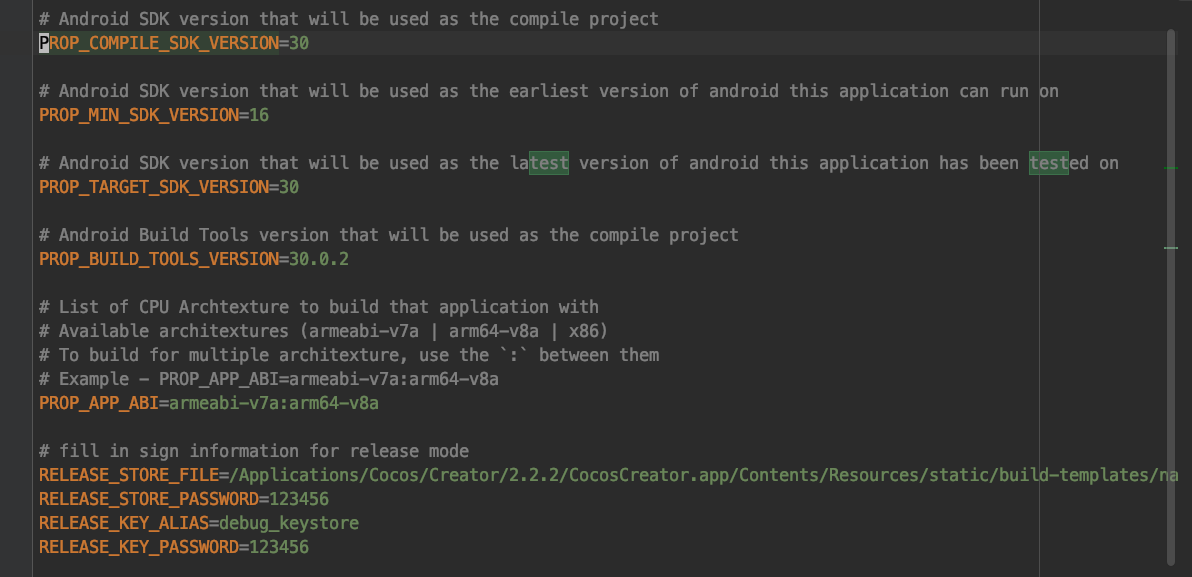 # Android SDK version that will be used as the compile project
PROP_COMPILE_SDK_VERSION=30
# Android SDK version that will be used as the earliest version of android this application can run on
PROP_MIN_SDK_VERSION=16
# Android SDK version that will be used as the latest version of android this application has been tested on
PROP_TARGET_SDK_VERSION=30
# Android Build Tools version that will be used as the compile project
PROP_BUILD_TOOLS_VERSION=30.0.2
# List of CPU Archtexture to build that application with
# Available architextures (armeabi-v7a | arm64-v8a | x86)
# To build for multiple architexture, use the `:` between them
# Example - PROP_APP_ABI=armeabi-v7a:arm64-v8a
PROP_APP_ABI=armeabi-v7a:arm64-v8a
# fill in sign information for release mode
RELEASE_STORE_FILE=/Applications/Cocos/Creator/2.2.2/CocosCreator.app/Contents/Resources/static/build-templates/na
RELEASE_STORE_PASSWORD=123456
RELEASE_KEY_ALIAS=debug_keystore
RELEASE_KEY_PASSWORD=123456